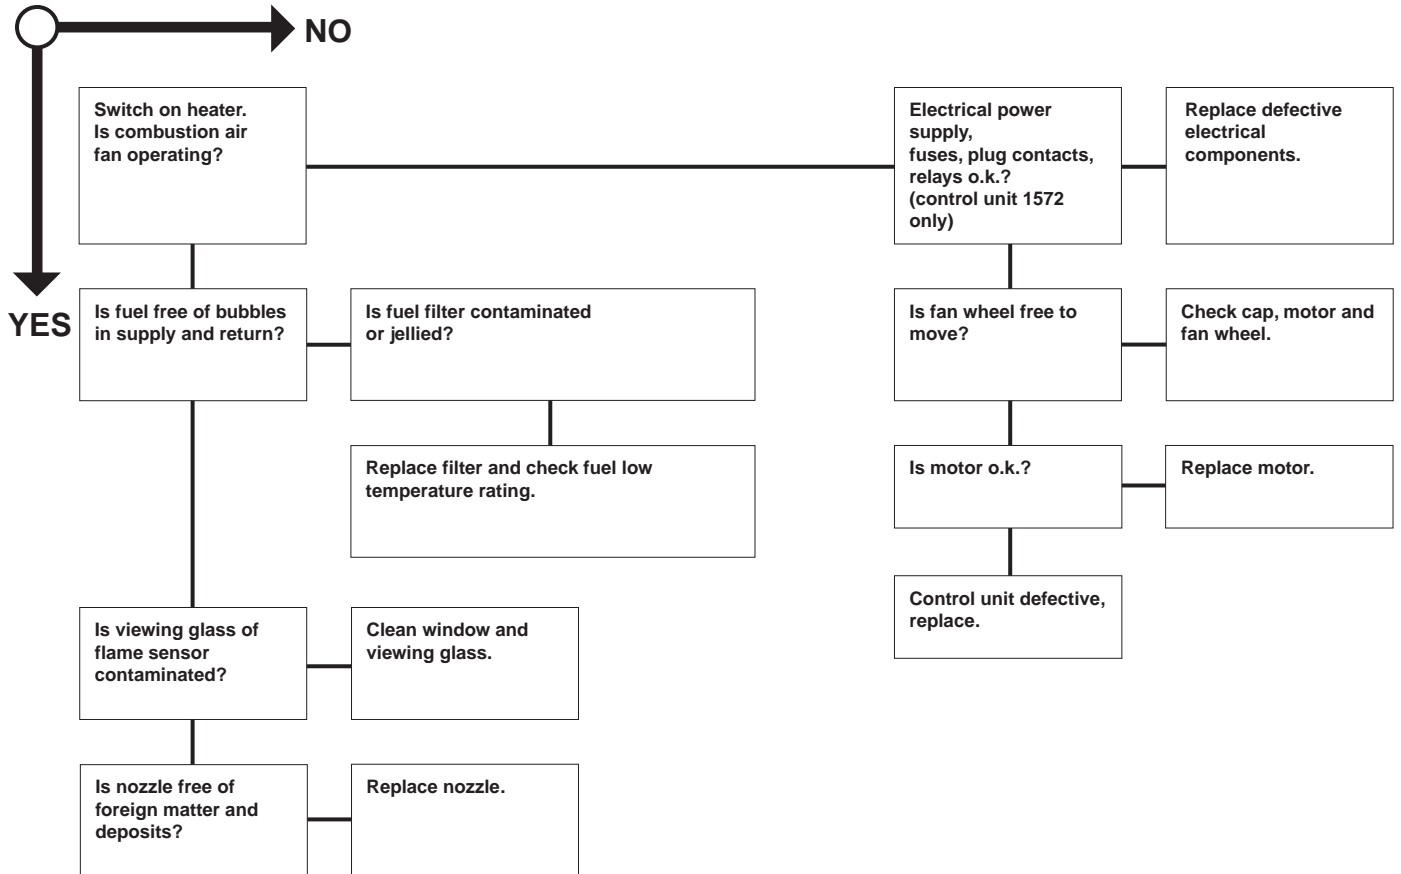 NO
YES
Switch on heater.
Is combustion air
fan operating?
Electrical power
supply,
fuses, plug contacts,
relays o.k.?
(control unit 1572
only)
Replace defective
electrical
components.
Is fuel free of bubbles
in supply and return?
Is fuel filter contaminated
or jellied?
Is fan wheel free to
move?
Check cap, motor and
fan wheel.
Replace filter and check fuel low
temperature rating.
Is motor o.k.?
Replace motor.
Control unit defective,
replace.
Is viewing glass of
flame sensor
contaminated?
Clean window and
viewing glass.
Is nozzle free of
foreign matter and
deposits?
Replace nozzle.